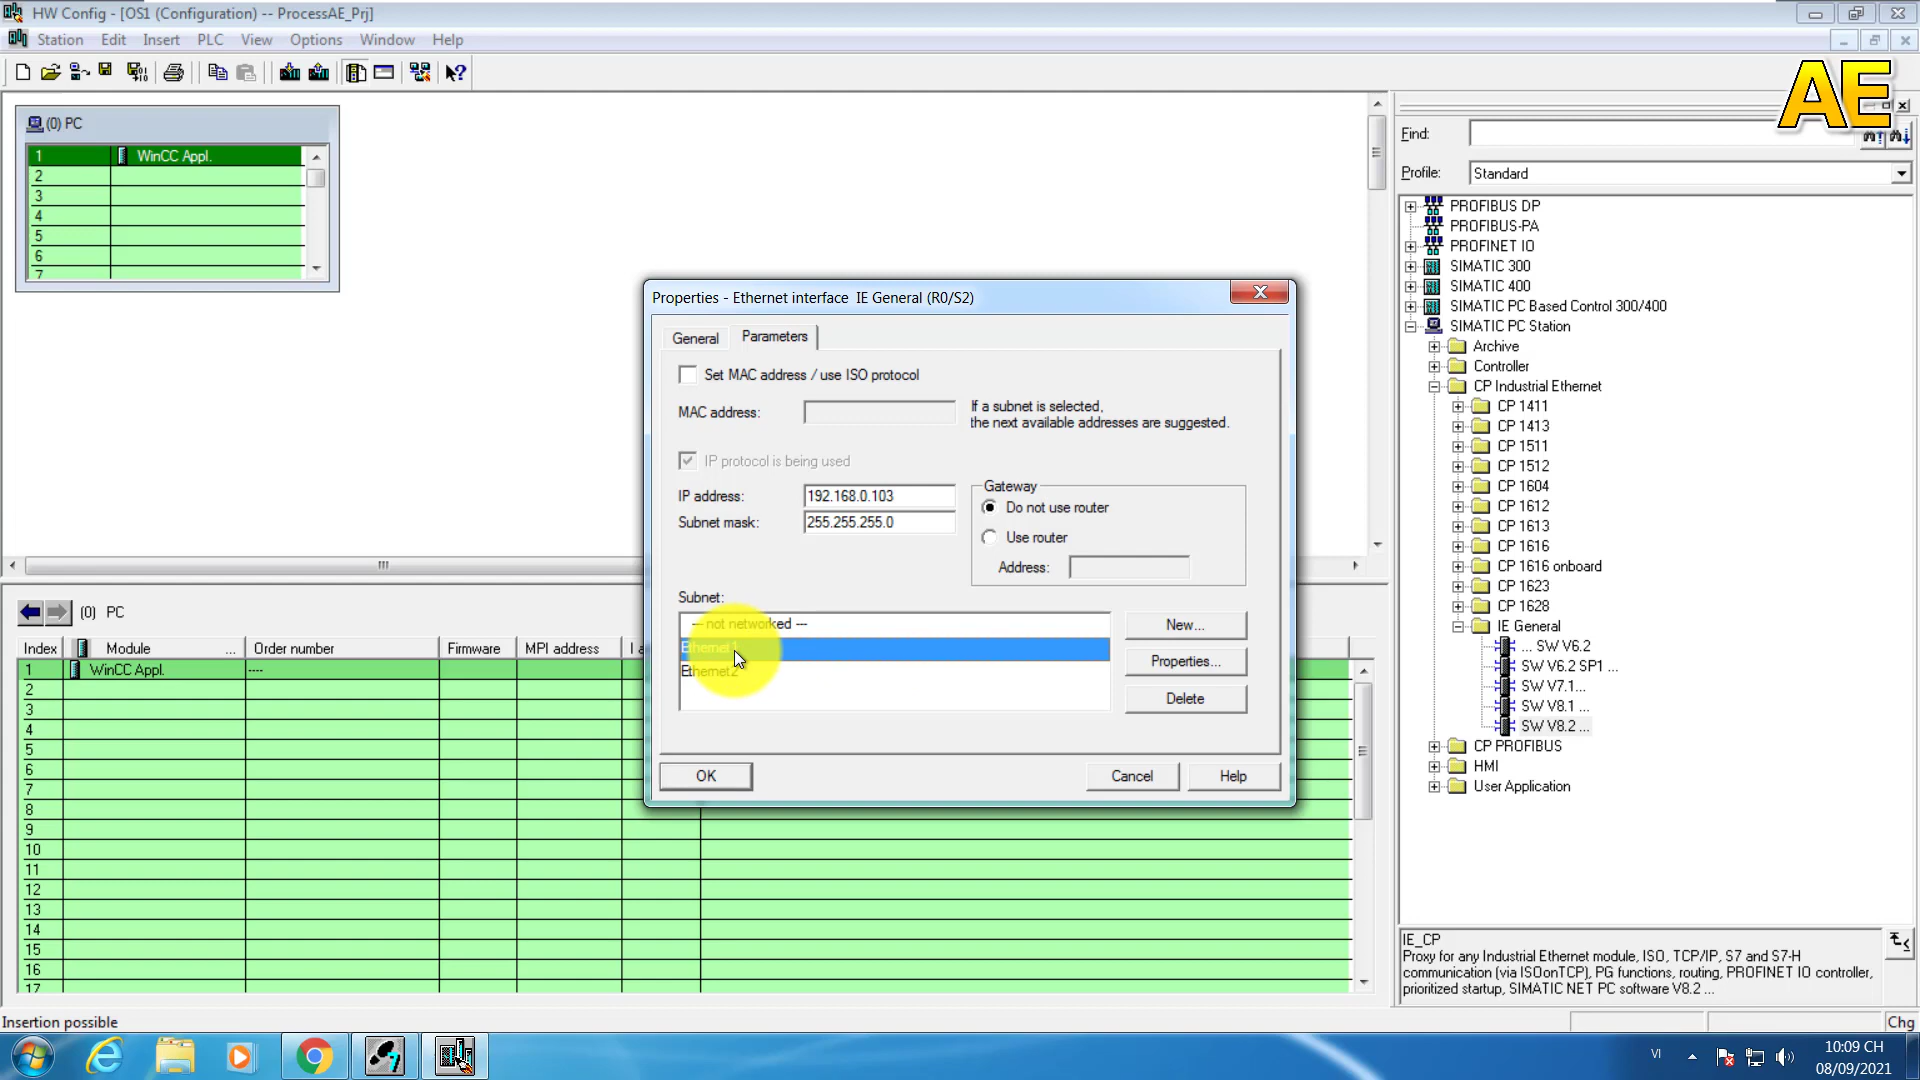 HW Config - [OS1 (Configuration) -- ProcessAE_Prj]
Station Edit Insert PLC View Options Window Help
AE
(0) PC
1 WinCC Appl.
2
3
4
5
6
7
Find:
Profile: Standard
PROFIBUS DP
PROFIBUS-PA
PROFINET IO
SIMATIC 300
SIMATIC 400
SIMATIC PC Based Control 300/400
SIMATIC PC Station
Archive
Controller
CP Industrial Ethernet
CP 1411
CP 1413
CP 1511
CP 1512
CP 1604
CP 1612
CP 1613
CP 1616
CP 1616 onboard
CP 1623
CP 1628
IE General
... SW V6.2
SW V6.2 SP1 ...
SW V7.1...
SW V8.1 ...
SW V8.2 ...
CP PROFIBUS
HMI
User Application
Properties - Ethernet interface IE General (R0/S2)
General Parameters
Set MAC address / use ISO protocol
MAC address:
If a subnet is selected,
the next available addresses are suggested.
IP protocol is being used
IP address: 192.168.0.103
Subnet mask: 255.255.255.0
Gateway
Do not use router
Use router
Address:
Subnet:
--- not networked ---
Ethernet1
Ethernet2
New...
Properties...
Delete
OK Cancel Help
(0) PC
Index Module ... Order number Firmware MPI address I a
1 WinCC Appl. ----
2
3
4
5
6
7
8
9
10
11
12
13
14
15
16
17
IE_CP
Proxy for any Industrial Ethernet module, ISO, TCP/IP, S7 and S7-H
communication (via ISOonTCP), PG functions, routing, PROFINET IO controller,
prioritized startup, SIMATIC NET PC software V8.2 ...
Insertion possible
Chg
VI
10:09 CH
08/09/2021